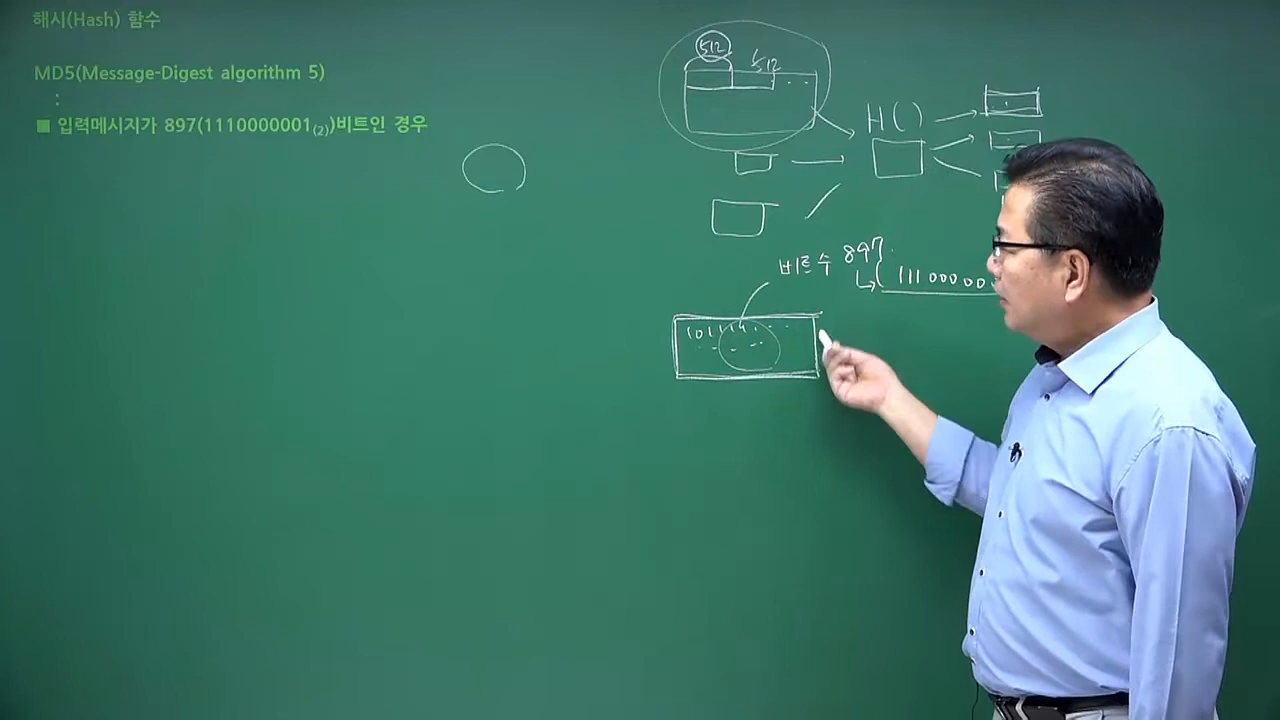 해시(Hash) 함수
MD5(Message-Digest algorithm 5)
:
■ 입력메시지가 897(1110000001₍₂₎)비트인 경우
512
512
H( )
비트수 897
11100000
10111